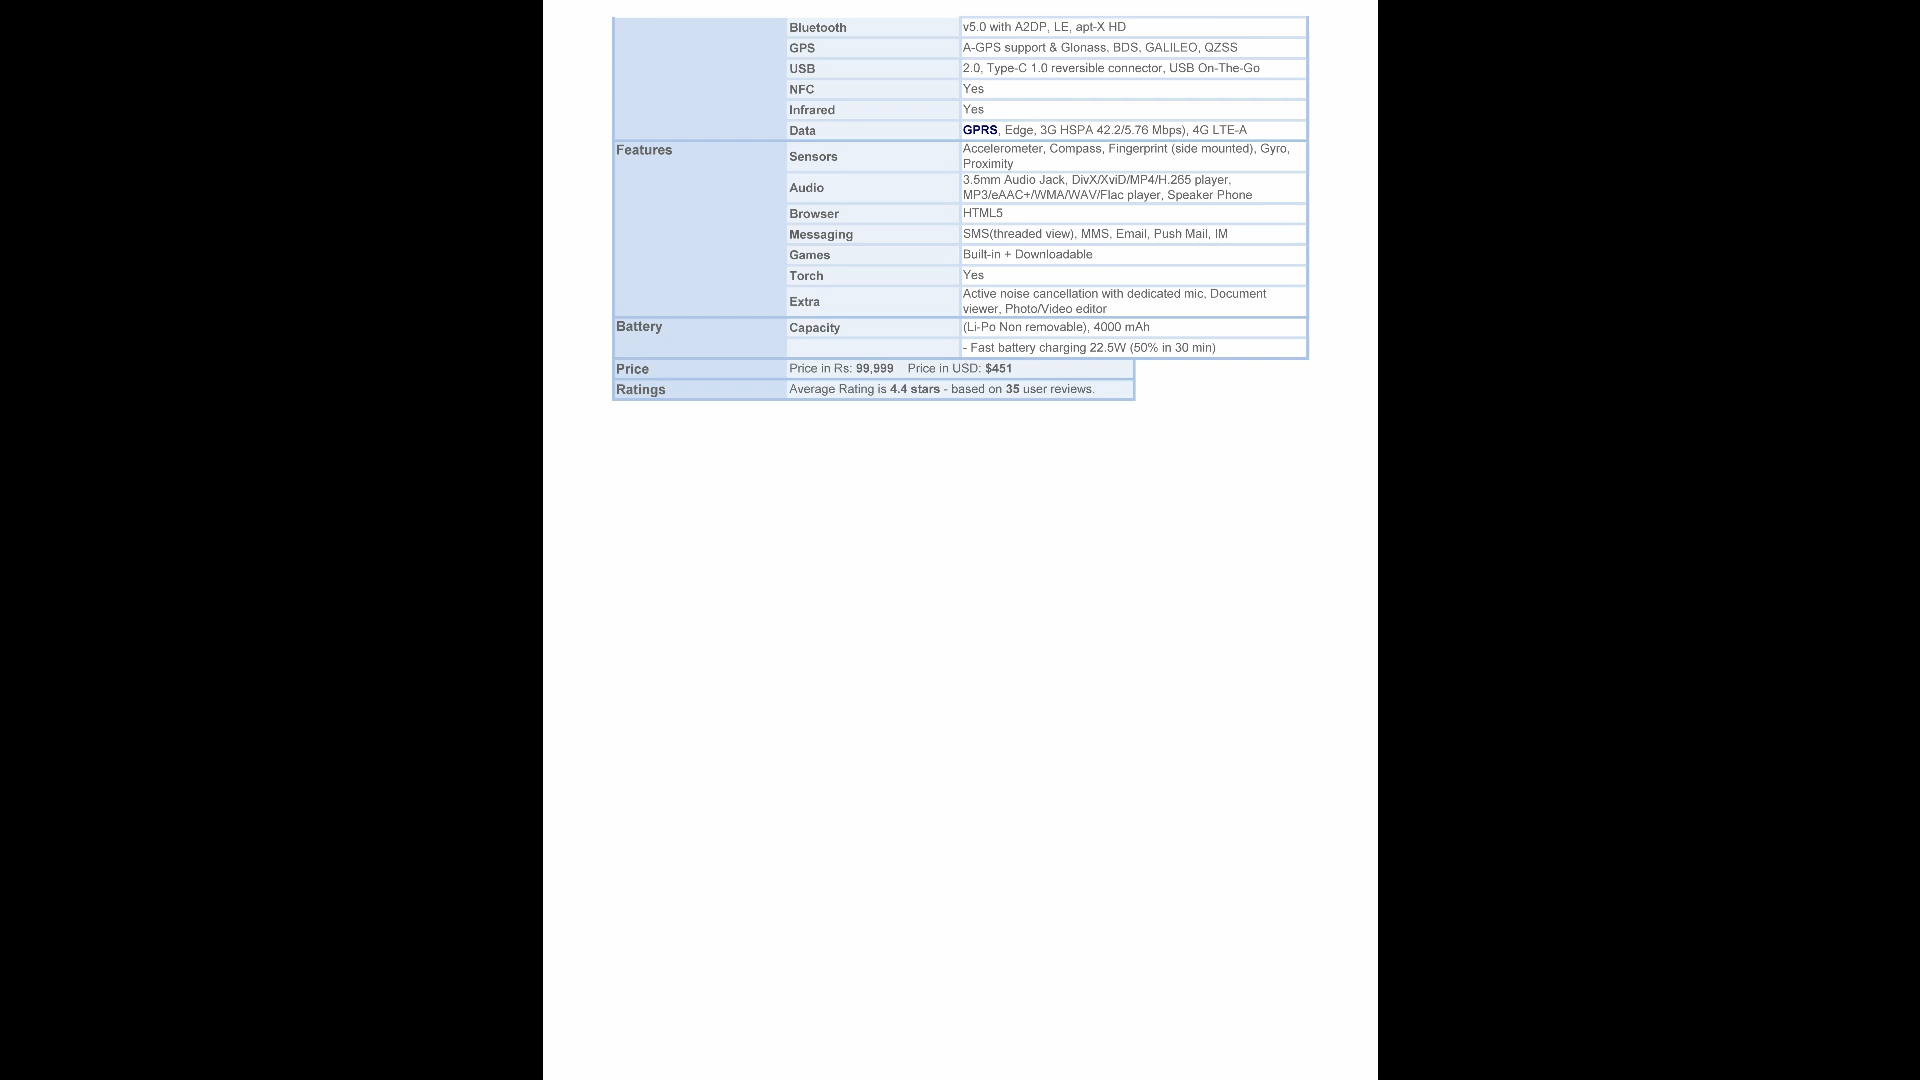 Bluetooth v5.0 with A2DP, LE, apt-X HD
GPS A-GPS support & Glonass, BDS, GALILEO, QZSS
USB 2.0, Type-C 1.0 reversible connector, USB On-The-Go
NFC Yes
Infrared Yes
Data GPRS, Edge, 3G HSPA 42.2/5.76 Mbps), 4G LTE-A
Features
Sensors Accelerometer, Compass, Fingerprint (side mounted), Gyro,
Proximity
Audio 3.5mm Audio Jack, DivX/XviD/MP4/H.265 player,
MP3/eAAC+/WMA/WAV/Flac player, Speaker Phone
Browser HTML5
Messaging SMS(threaded view), MMS, Email, Push Mail, IM
Games Built-in + Downloadable
Torch Yes
Extra Active noise cancellation with dedicated mic, Document
viewer, Photo/Video editor
Battery Capacity (Li-Po Non removable), 4000 mAh
- Fast battery charging 22.5W (50% in 30 min)
Price Price in Rs: 99,999 Price in USD: $451
Ratings Average Rating is 4.4 stars - based on 35 user reviews.